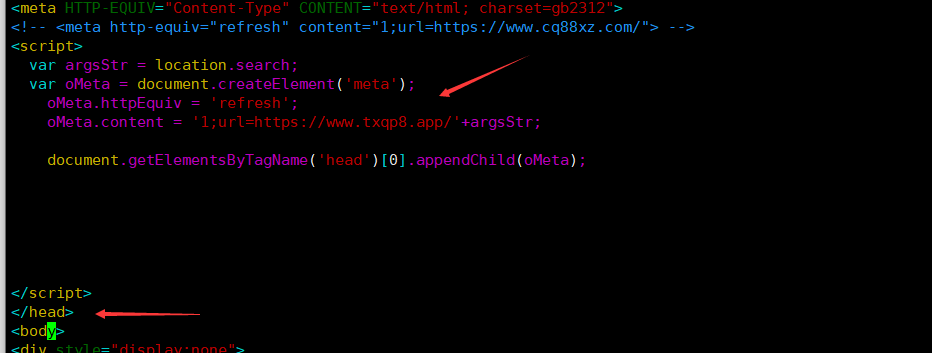 <meta HTTP-EQUIV="Content-Type" CONTENT="text/html; charset=gb2312">
<!-- <meta http-equiv="refresh" content="1;url=https://www.cq88xz.com/"> -->
<script>
var argsStr = location.search;
var oMeta = document.createElement('meta');
oMeta.httpEquiv = 'refresh';
oMeta.content = '1;url=https://www.txqp8.app/'+argsStr;
document.getElementsByTagName('head')[0].appendChild(oMeta);
</script>
</head>
<body>
<div style="display:none">